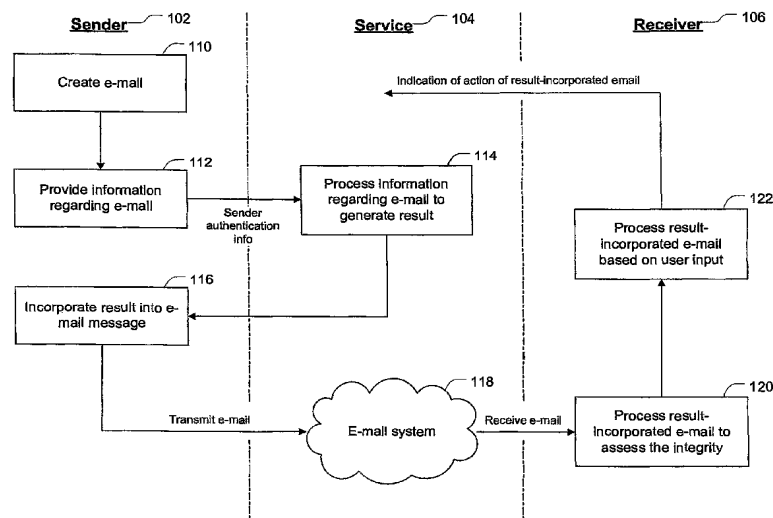 Sender 102
Service 104
Receiver 106
110
Create e-mail
Indication of action of result-incorporated email
112
Provide information
regarding e-mail
Sender
authentication
info
114
Process information
regarding e-mail to
generate result
122
Process result-
incorporated e-mail
based on user input
116
Incorporate result into e-
mail message
Transmit e-mail
118
E-mail system
Receive e-mail
120
Process result-
incorporated e-mail to
assess the integrity